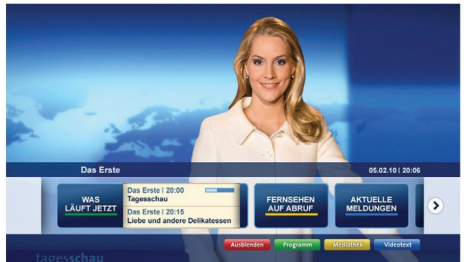 Das Erste
05.02.10 | 20:06
WAS
LÄUFT JETZT
Das Erste | 20:00
Tagesschau
Das Erste | 20:15
Liebe und andere Delikatessen
FERNSEHEN
AUF ABRUF
AKTUELLE
MELDUNGEN
Ausblenden
Programm
Mediathek
Videotext
tagesschau